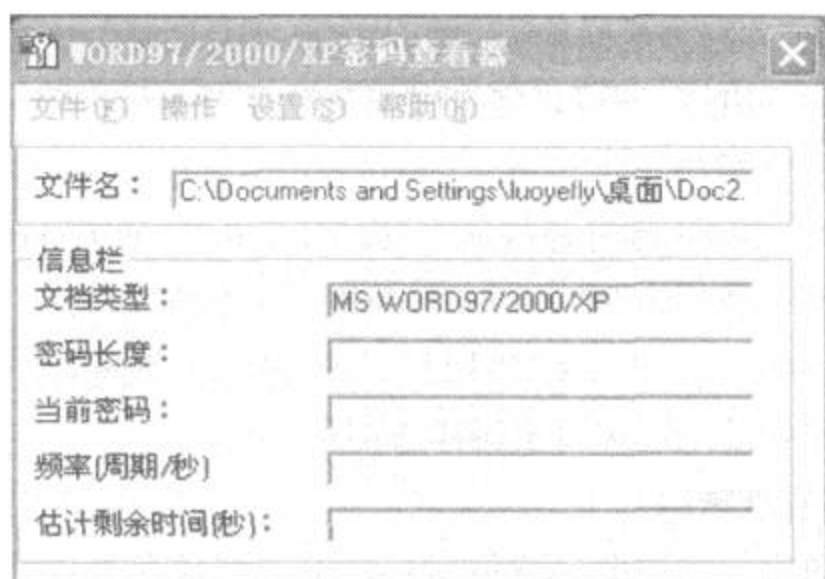 WORD97/2000/XP密码查看器
文件(F) 操作 设置(S) 帮助(H)
文件名： C:\Documents and Settings\luoyefly\桌面\Doc2.
信息栏
文档类型： MS WORD97/2000/XP
密码长度：
当前密码：
频率(周期/秒)
估计剩余时间(秒)：